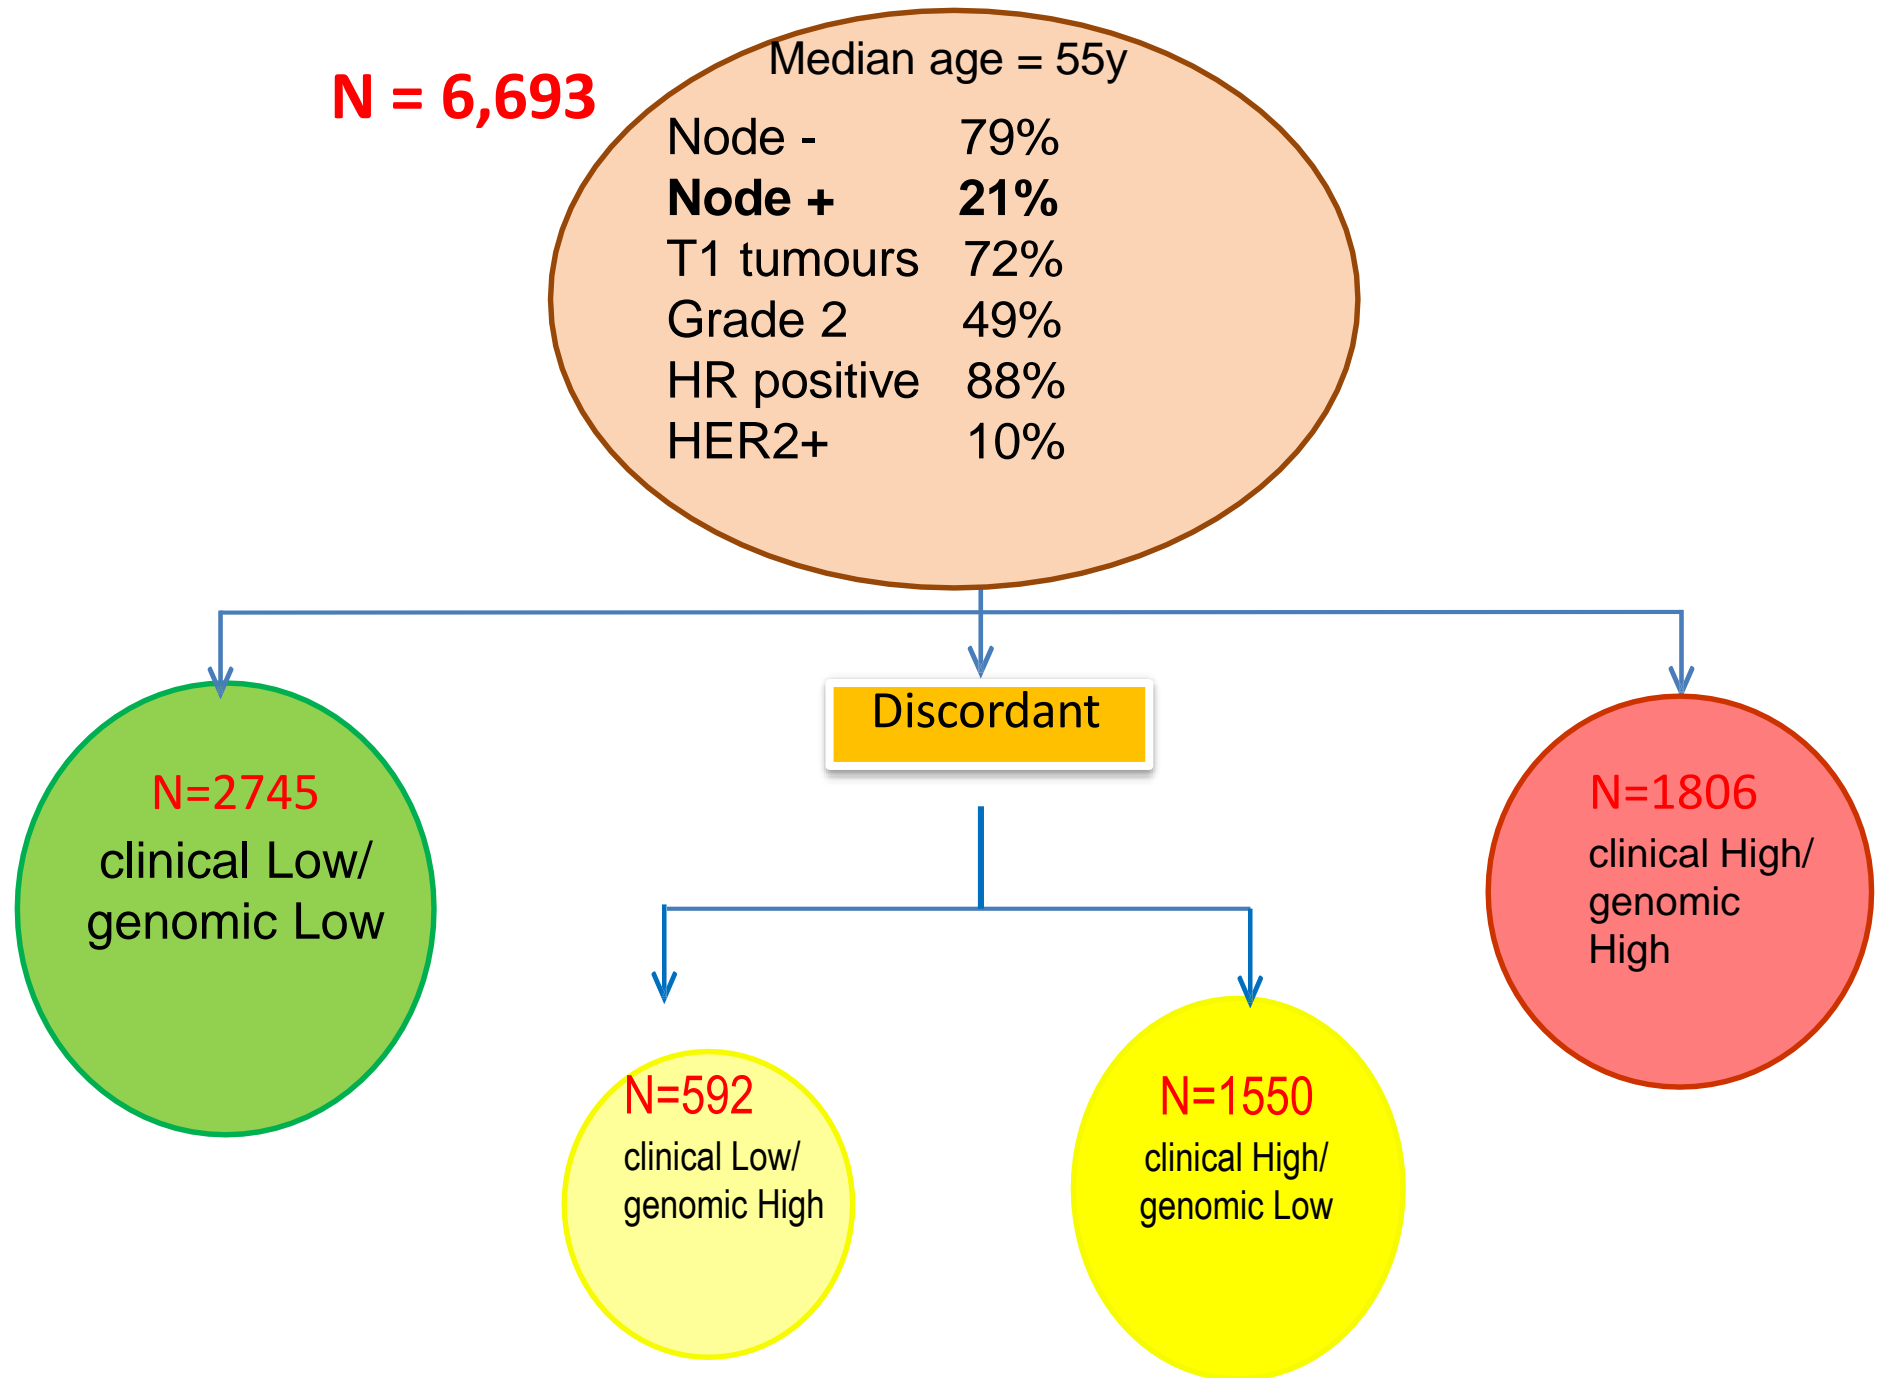 Median age = 55y
N = 6,693
Node - 79%
Node + 21%
T1 tumours 72%
Grade 2 49%
HR positive 88%
HER2+ 10%
Discordant
N=2745
clinical Low/
genomic Low
N=1806
clinical High/
genomic
High
N=592
clinical Low/
genomic High
N=1550
clinical High/
genomic Low